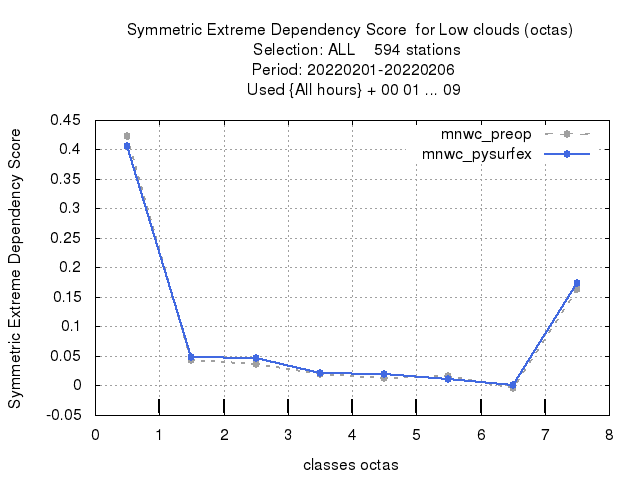 Symmetric Extreme Dependency Score  for Low clouds (octas)
Selection: ALL    594 stations
Period: 20220201-20220206
Used {All hours} + 00 01 ... 09
Symmetric Extreme Dependency Score
0.45
0.4
0.35
0.3
0.25
0.2
0.15
0.1
0.05
0
-0.05
mnwc_preop
mnwc_pysurfex
0 1 2 3 4 5 6 7 8
classes octas